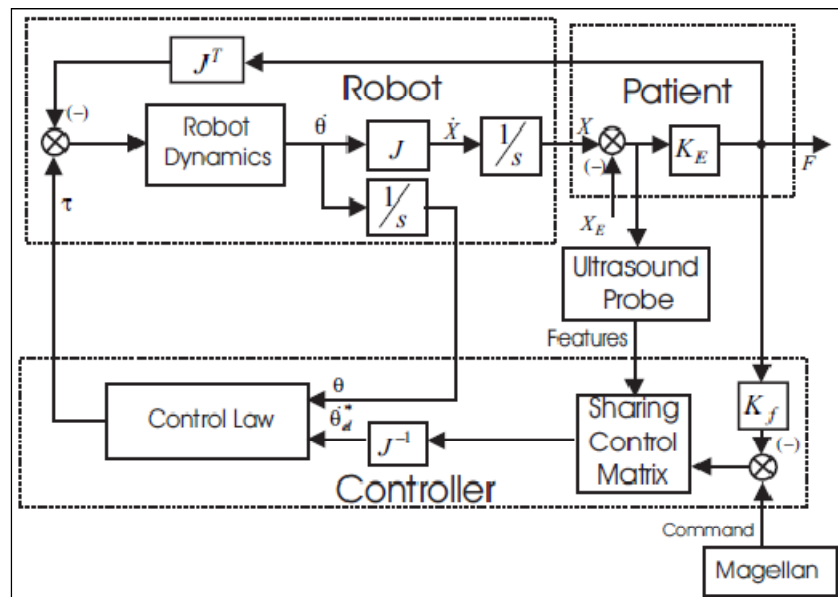 J^T
Robot
Patient
(−)
Robot
Dynamics
θ̇
J
Ẋ
1/s
X
(−)
K_E
F
τ
1/s
X_E
Ultrasound
Probe
Features
Control Law
θ
θ̇_d^*
J^{-1}
Sharing
Control
Matrix
K_f
(−)
Controller
Command
Magellan